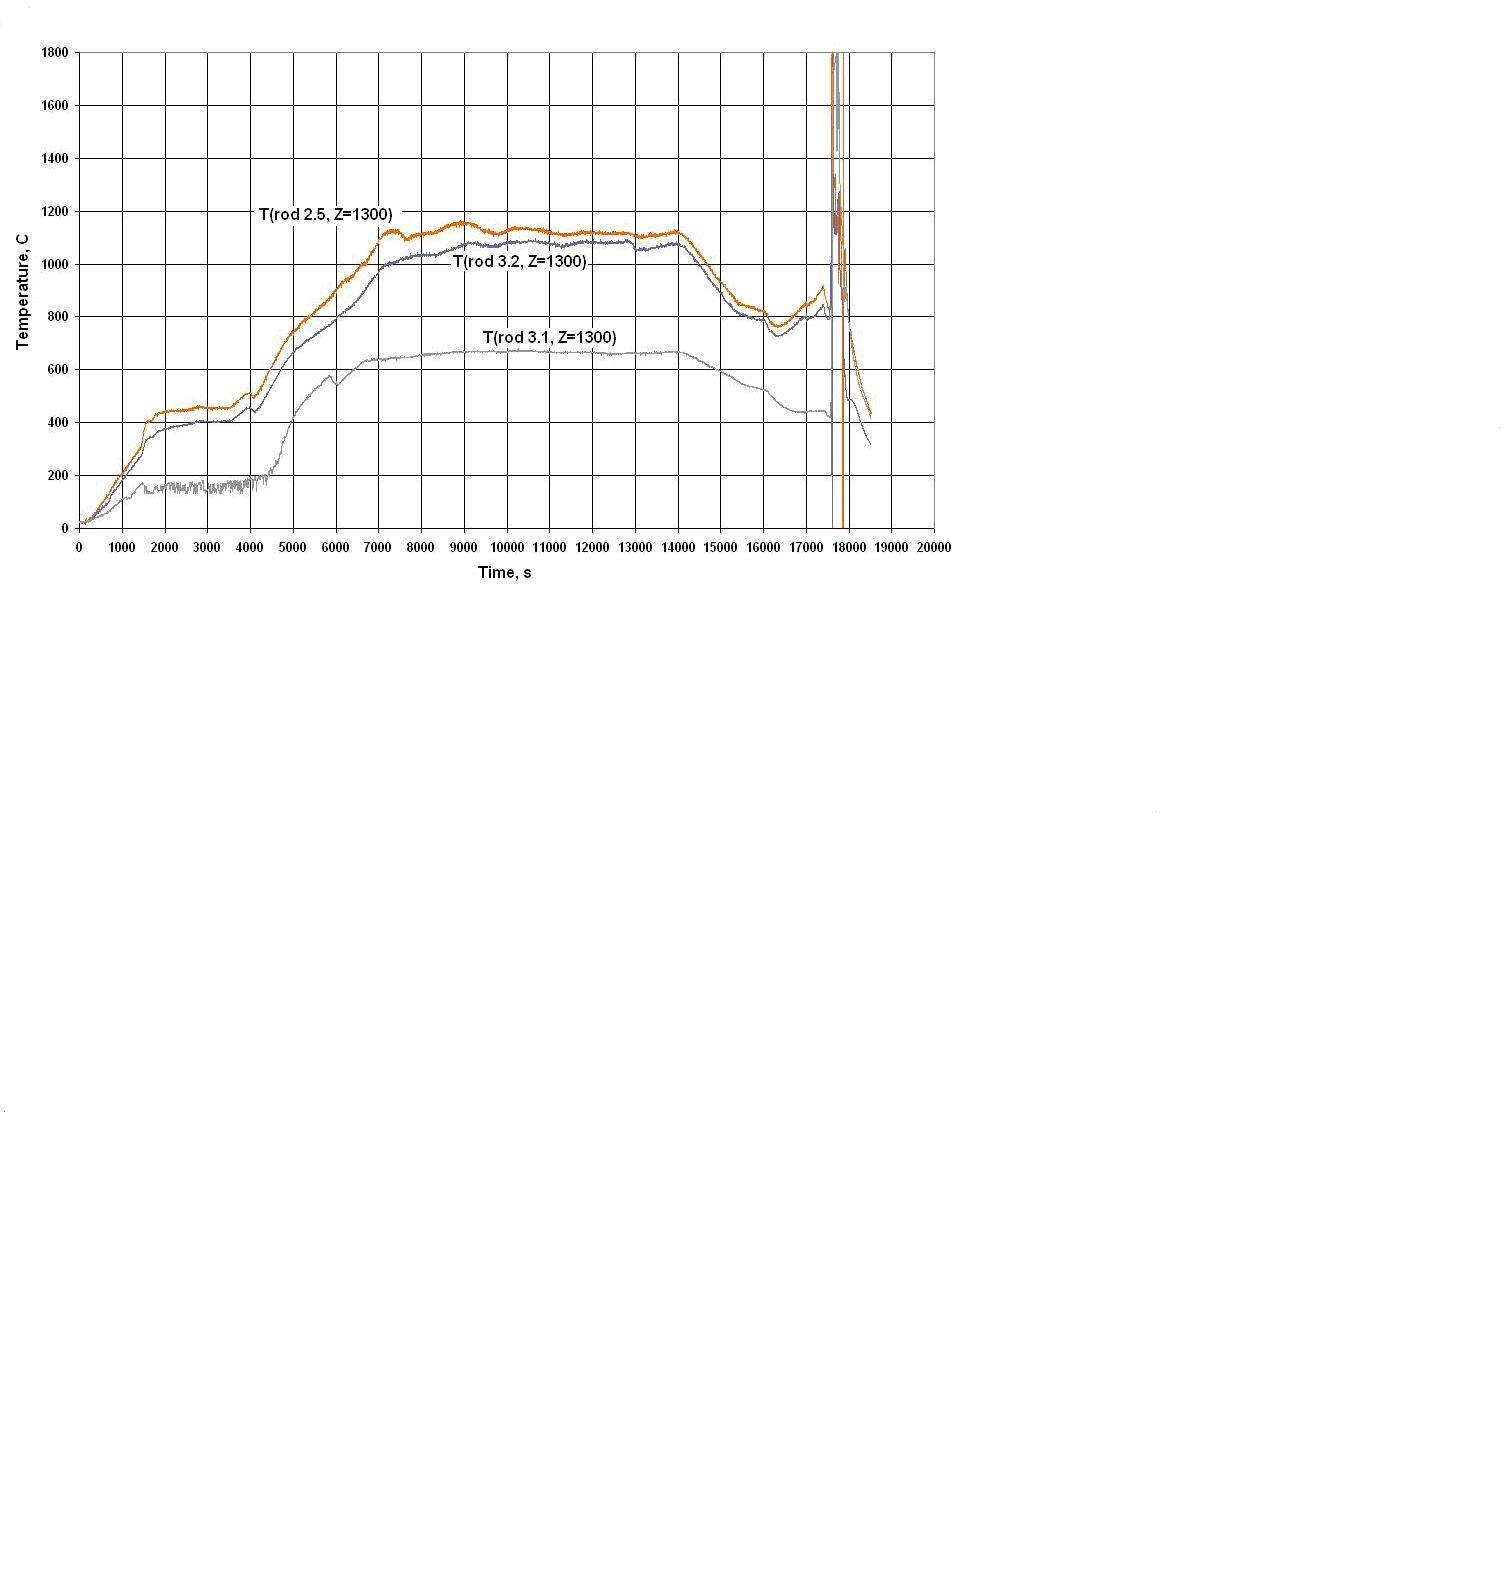 1800
1600
1400
1200
1000
800
600
400
200
0
Temperature, C
T(rod 2.5, Z=1300)
T(rod 3.2, Z=1300)
T(rod 3.1, Z=1300)
0 1000 2000 3000 4000 5000 6000 7000 8000 9000 10000 11000 12000 13000 14000 15000 16000 17000 18000 19000 20000
Time, s